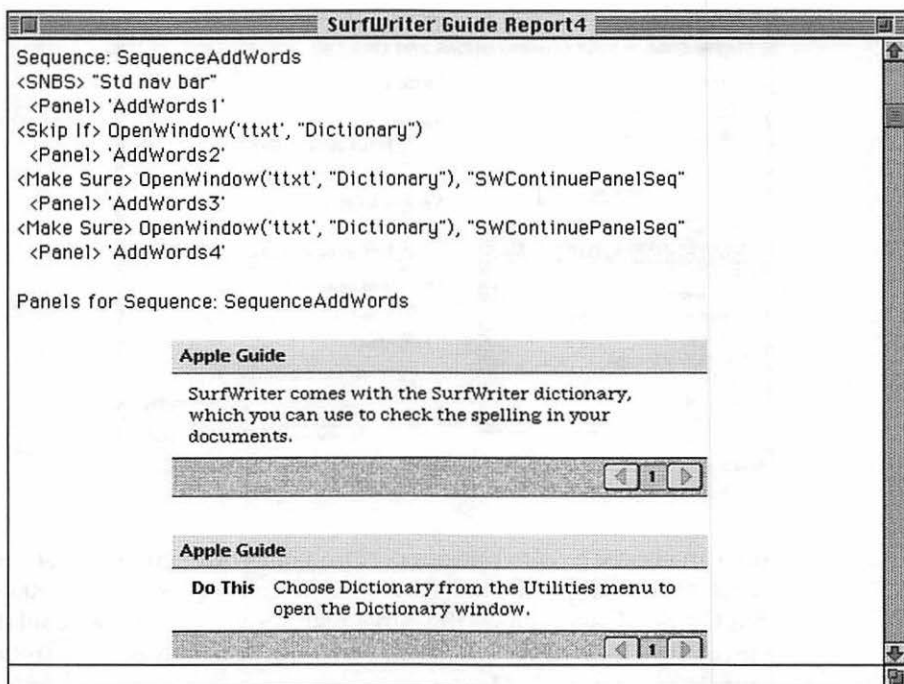 SurfWriter Guide Report4
Sequence: SequenceAddWords
<SNBS> "Std nav bar"
<Panel> 'AddWords1'
<Skip If> OpenWindow('ttxt', "Dictionary")
<Panel> 'AddWords2'
<Make Sure> OpenWindow('ttxt', "Dictionary"), "SWContinuePanelSeq"
<Panel> 'AddWords3'
<Make Sure> OpenWindow('ttxt', "Dictionary"), "SWContinuePanelSeq"
<Panel> 'AddWords4'
Panels for Sequence: SequenceAddWords
Apple Guide
SurfWriter comes with the SurfWriter dictionary,
which you can use to check the spelling in your
documents.
1
Apple Guide
Do This Choose Dictionary from the Utilities menu to
open the Dictionary window.
1